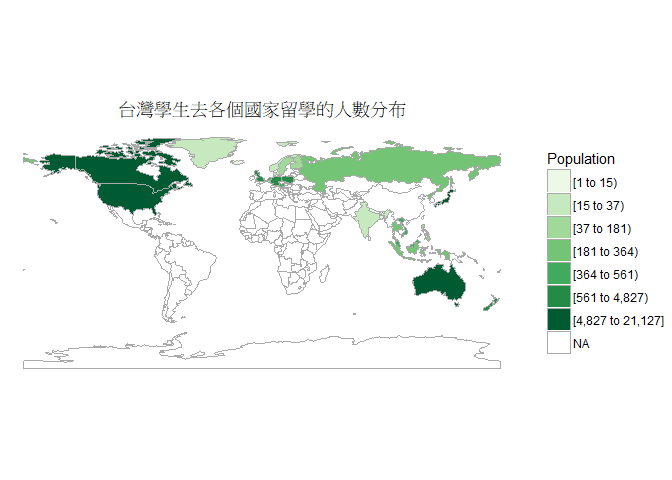 台灣學生去各個國家留學的人數分布
Population
[1 to 15)
[15 to 37)
[37 to 181)
[181 to 364)
[364 to 561)
[561 to 4,827)
[4,827 to 21,127]
NA